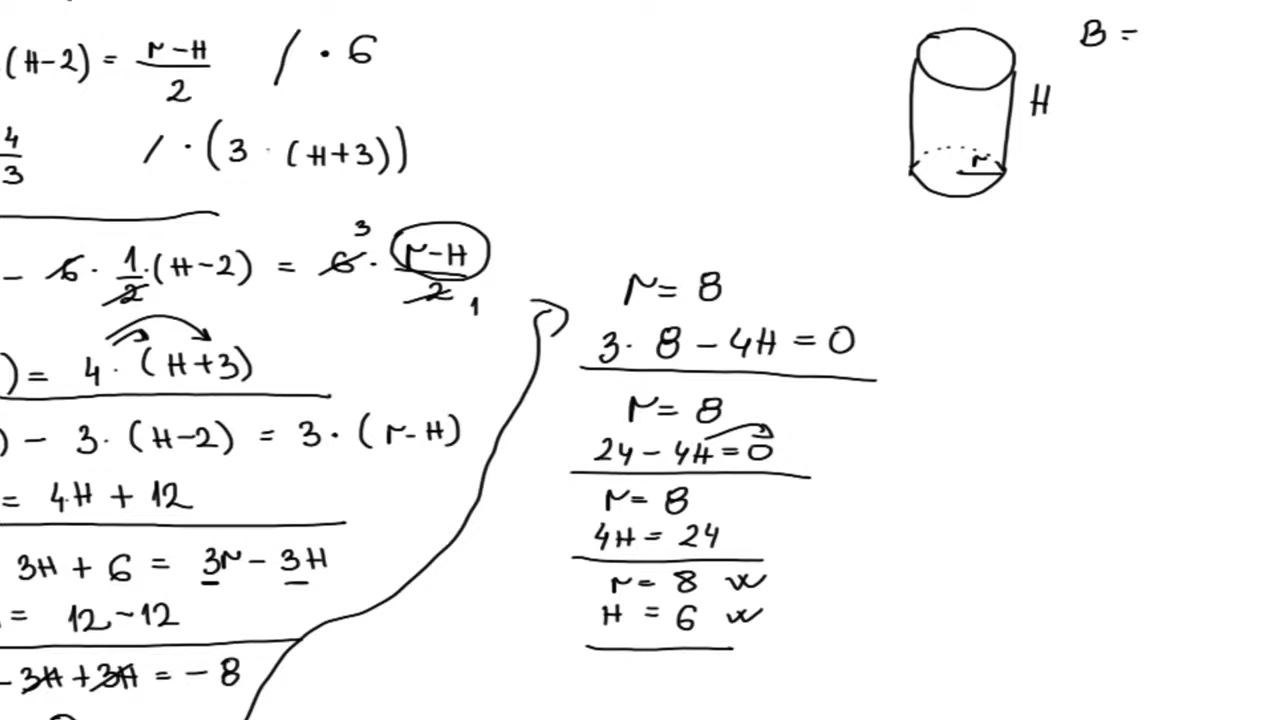 (H-2) = r-H/2 / · 6
4/3 / · (3 · (H+3))
- 6 · 1/2 · (H-2) = 6 3 · r-H/2 1
) = 4 · (H+3)
) - 3 · (H-2) = 3 · (r-H)
= 4H + 12
3H + 6 = 3r - 3H
= 12 - 12
- 3H + 3H = - 8
r = 8
3 · 8 - 4H = 0
r = 8
24 - 4H = 0
r = 8
4H = 24
r = 8
H = 6
B =
H
r